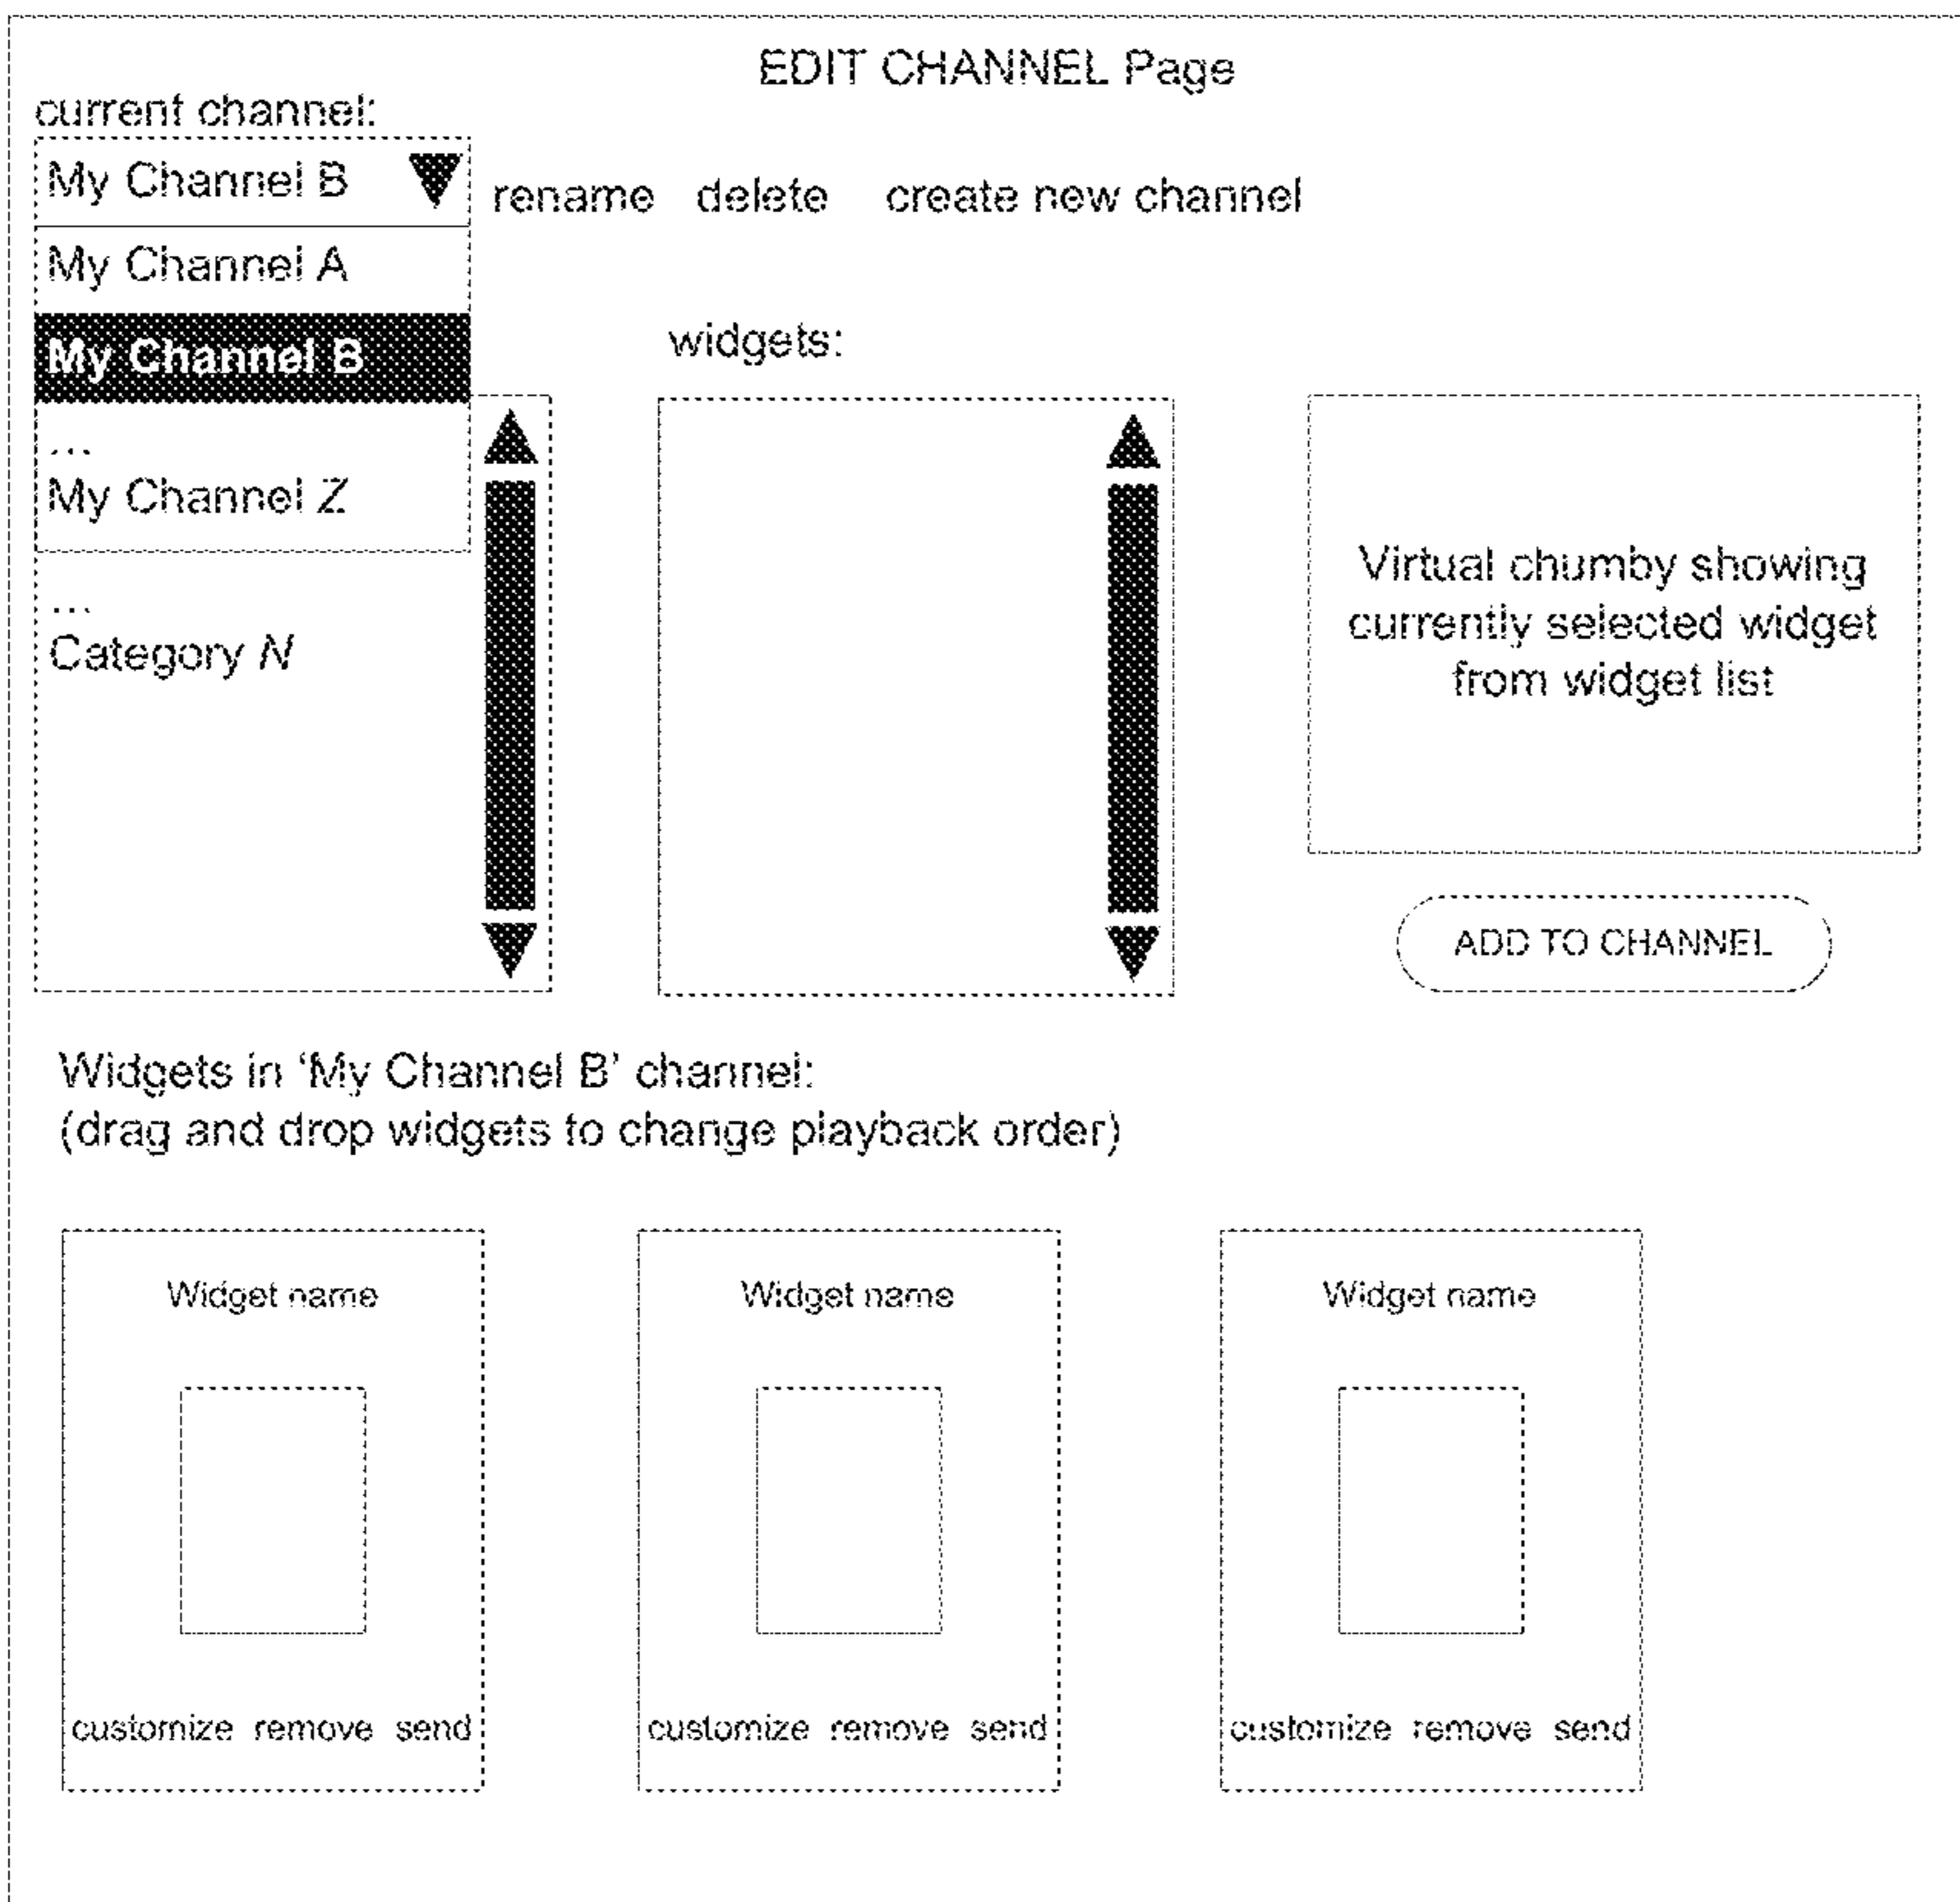 EDIT CHANNEL Page
current channel:
My Channel B
rename delete create new channel
My Channel A
My Channel B
...
My Channel Z
...
Category N
widgets:
Virtual chumby showing
currently selected widget
from widget list
ADD TO CHANNEL
Widgets in ‘My Channel B’ channel:
(drag and drop widgets to change playback order)
Widget name
customize remove send
Widget name
customize remove send
Widget name
customize remove send